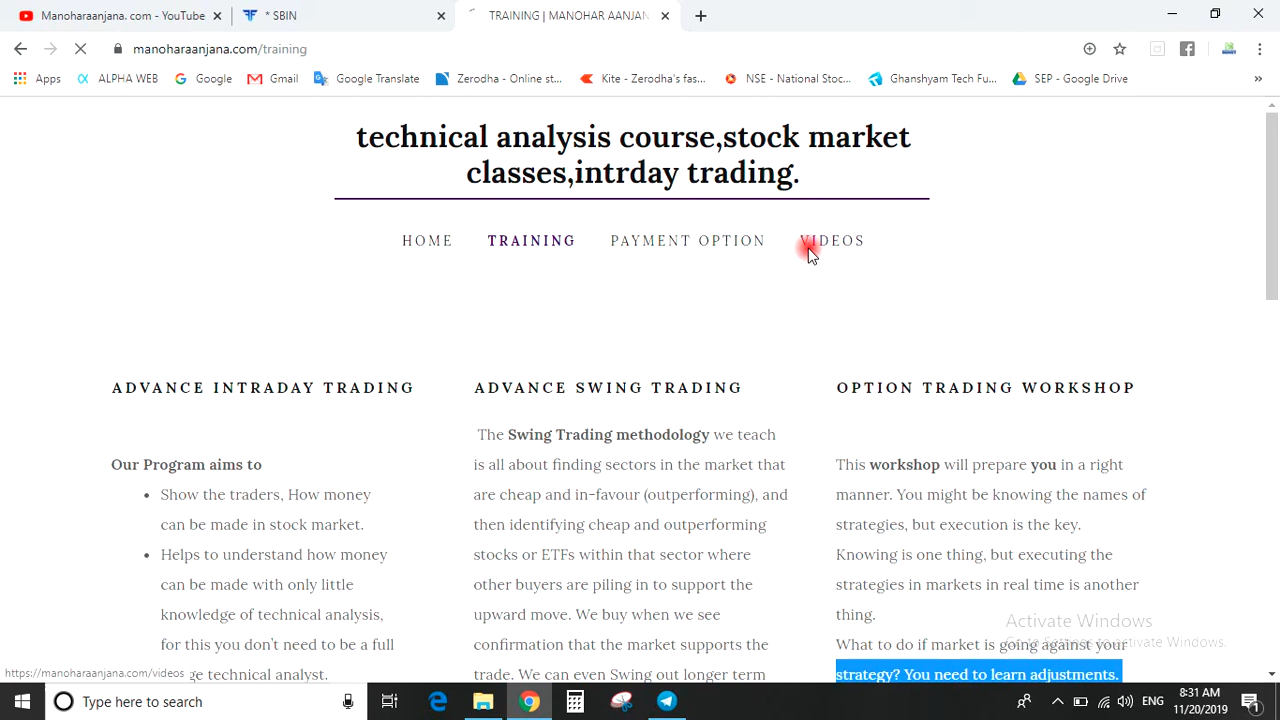 Manoharaanjana. com - YouTube
* SBIN
TRAINING | MANOHAR AANJAN
manoharaanjana.com/training
Apps
ALPHA WEB
Google
Gmail
Google Translate
Zerodha - Online st...
Kite - Zerodha's fas...
NSE - National Stoc...
Ghanshyam Tech Fu...
SEP - Google Drive
»
technical analysis course,stock market
classes,intrday trading.
HOME
TRAINING
PAYMENT OPTION
VIDEOS
ADVANCE INTRADAY TRADING
Our Program aims to
• Show the traders, How money
can be made in stock market.
• Helps to understand how money
can be made with only little
knowledge of technical analysis,
for this you don't need to be a full
ge technical analyst.
ADVANCE SWING TRADING
The Swing Trading methodology we teach
is all about finding sectors in the market that
are cheap and in-favour (outperforming), and
then identifying cheap and outperforming
stocks or ETFs within that sector where
other buyers are piling in to support the
upward move. We buy when we see
confirmation that the market supports the
trade. We can even Swing out longer term
OPTION TRADING WORKSHOP
This workshop will prepare you in a right
manner. You might be knowing the names of
strategies, but execution is the key.
Knowing is one thing, but executing the
strategies in markets in real time is another
thing.
What to do if market is going against your
strategy? You need to learn adjustments.
Activate Windows
Go to Settings to activate Windows.
https://manoharaanjana.com/videos
Type here to search
ENG
8:31 AM
11/20/2019
1